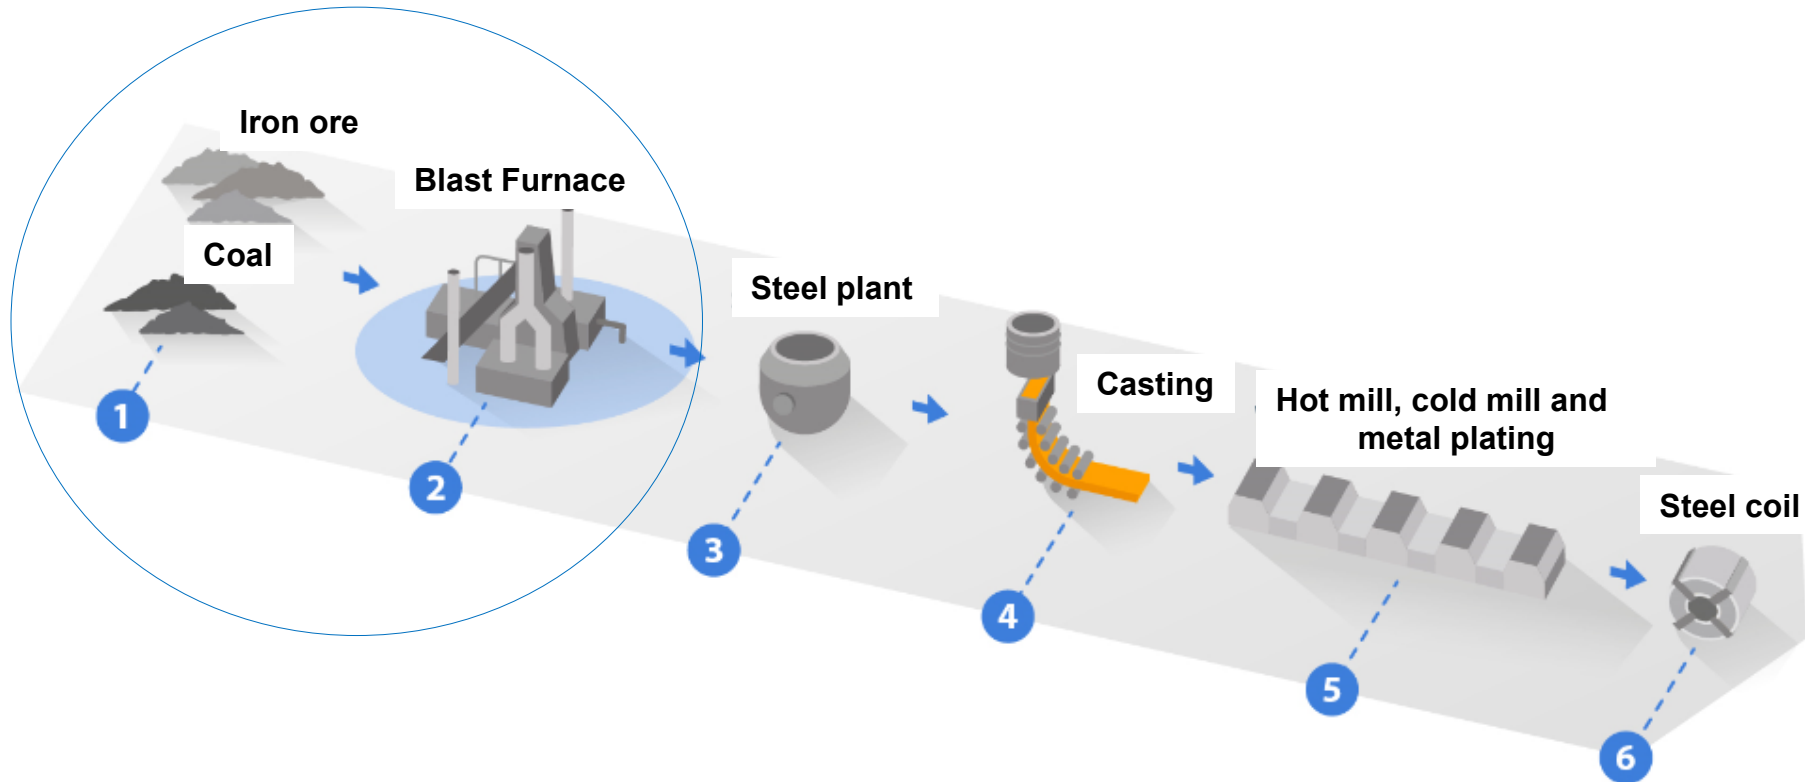 Iron ore
Blast Furnace
Coal
Steel plant
Casting
Hot mill, cold mill and
metal plating
Steel coil
1
2
3
4
5
6